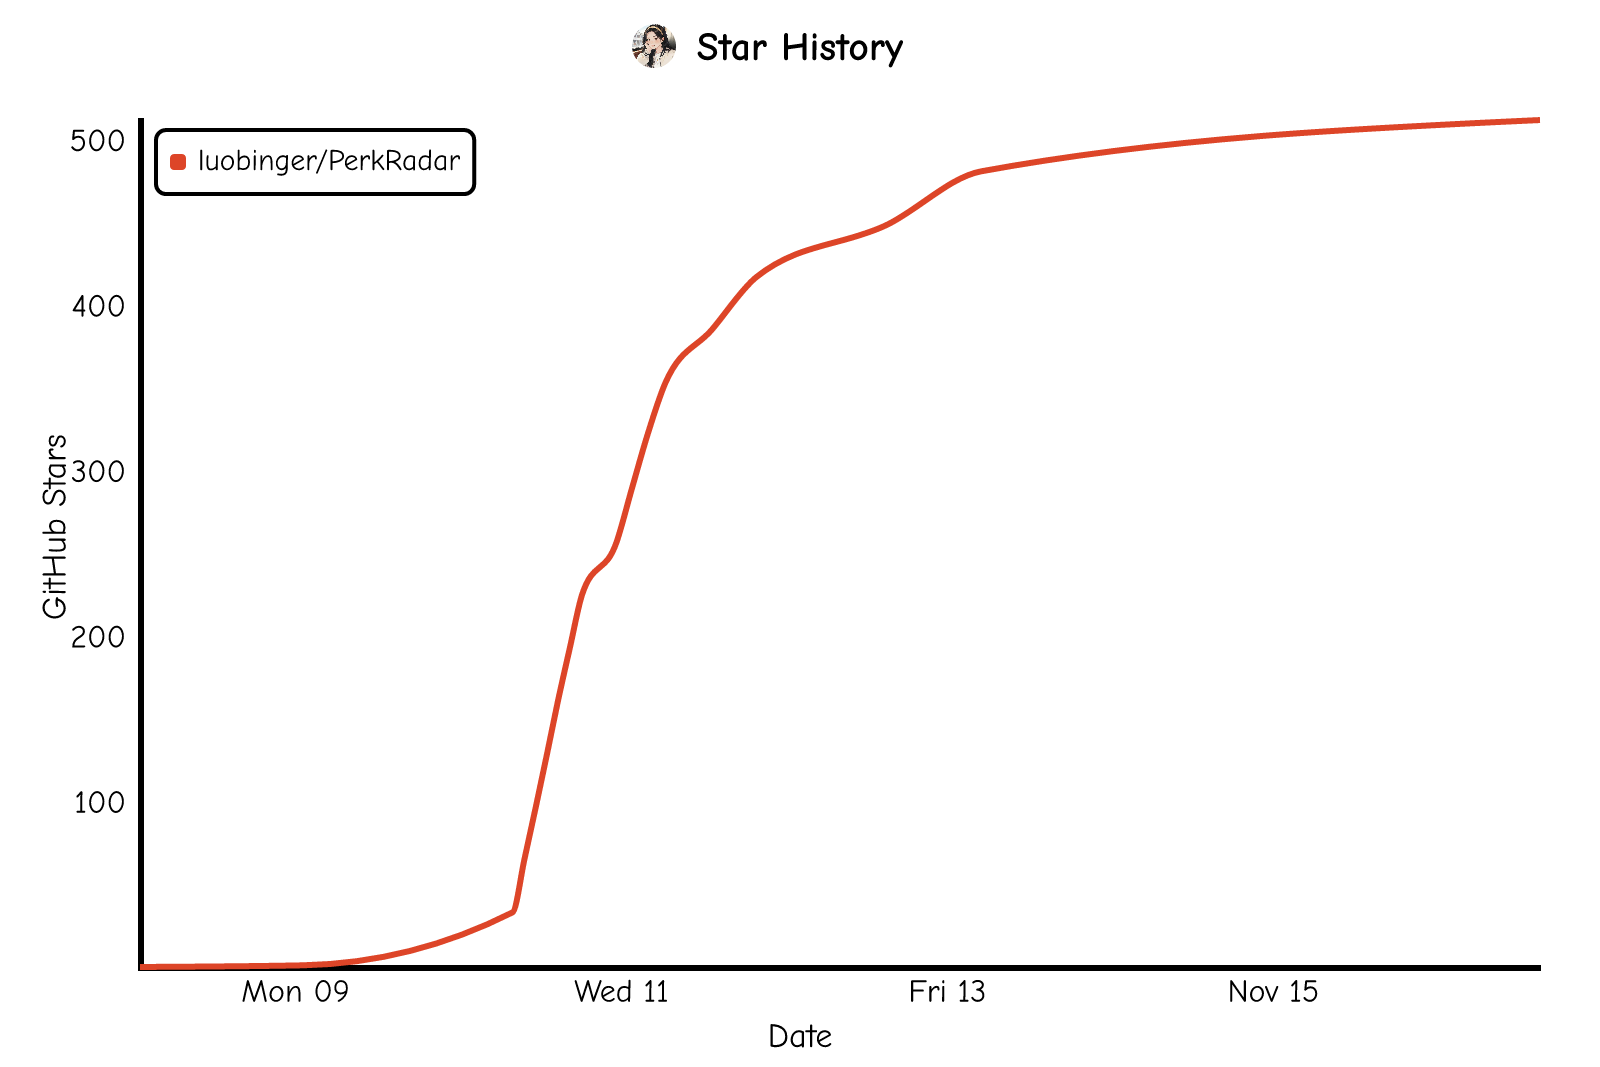 Star History
luobinger/PerkRadar
500
400
300
200
100
GitHub Stars
Mon 09
Wed 11
Fri 13
Nov 15
Date